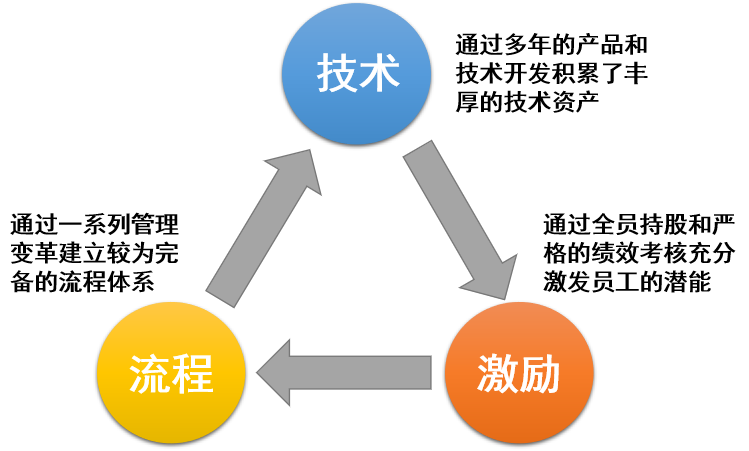 技术
通过多年的产品和
技术开发积累了丰
厚的技术资产
通过一系列管理
变革建立较为完
备的流程体系
通过全员持股和严
格的绩效考核充分
激发员工的潜能
流程
激励